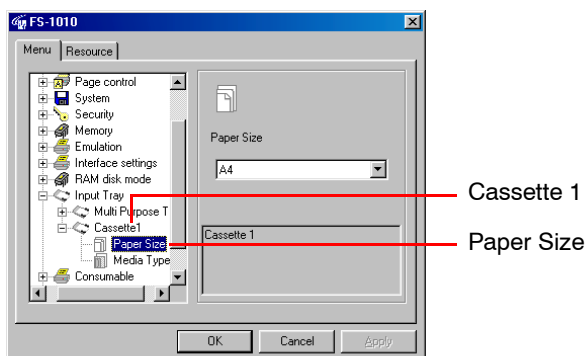 FS-1010
Menu
Resource
Page control
System
Security
Memory
Emulation
Interface settings
RAM disk mode
Input Tray
Multi Purpose T
Cassette1
Paper Size
Media Type
Consumable
Paper Size
A4
Cassette 1
OK
Cancel
Apply
Cassette 1
Paper Size